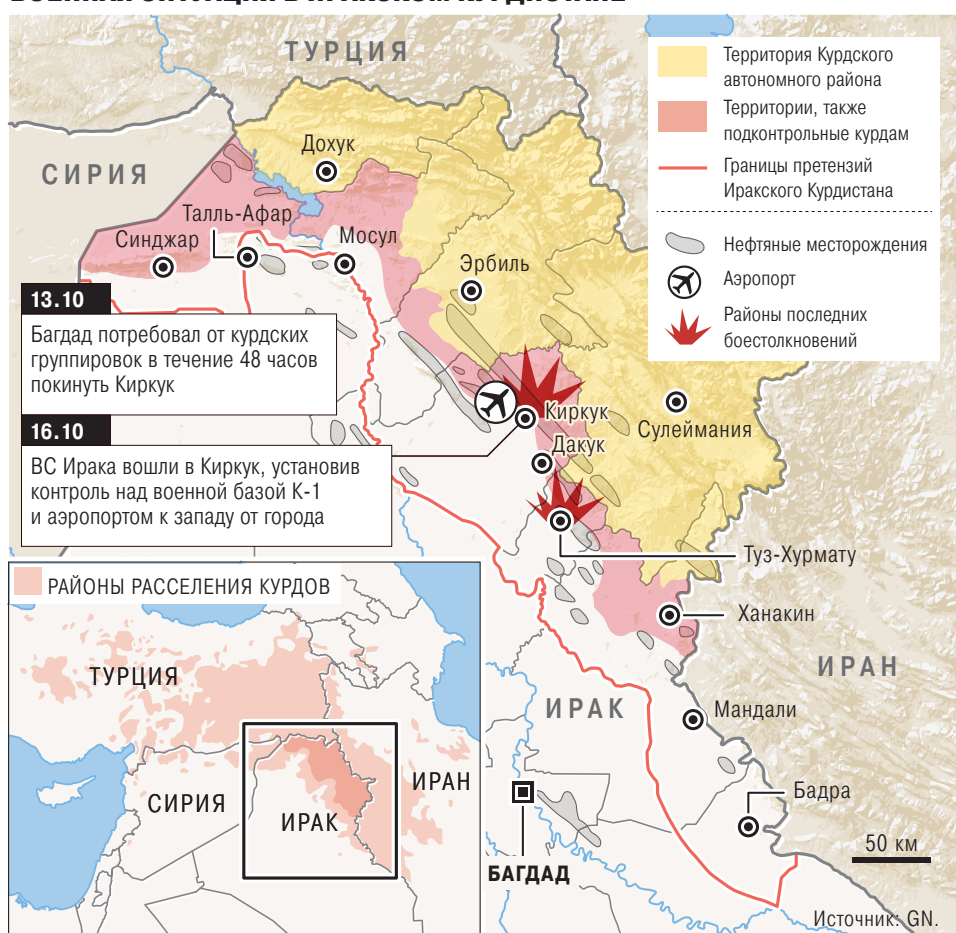 ТУРЦИЯ
СИРИЯ
Дохук
Талль-Афар
Синджар
Мосул
Эрбиль
Территория Курдского
автономного района
Территории, также
подконтрольные курдам
Границы претензий
Иракского Курдистана
Нефтяные месторождения
Аэропорт
Районы последних
боестолкновений
13.10
Багдад потребовал от курдских
группировок в течение 48 часов
покинуть Киркук
16.10
ВС Ирака вошли в Киркук, установив
контроль над военной базой К-1
и аэропортом к западу от города
Киркук
Дакук
Сулеймания
Туз-Хурмату
Ханакин
ИРАН
ИРАК
Мандали
Бадра
БАГДАД
50 км
РАЙОНЫ РАССЕЛЕНИЯ КУРДОВ
ТУРЦИЯ
СИРИЯ
ИРАК
ИРАН
Источник: GN.